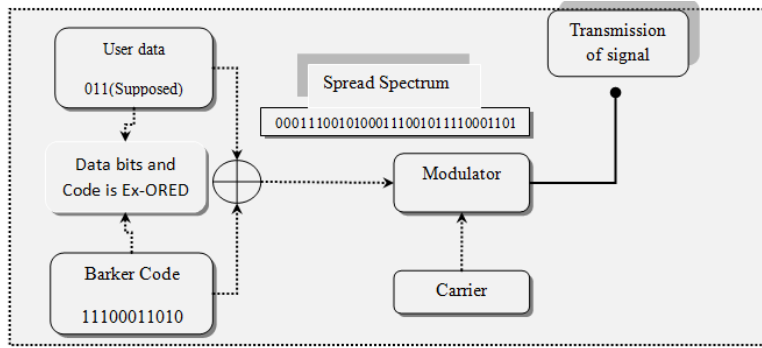 User data
011(Supposed)
Data bits and
Code is Ex-ORED
Barker Code
11100011010
Spread Spectrum
000111001010001110010111110001101
Modulator
Carrier
Transmission
of signal